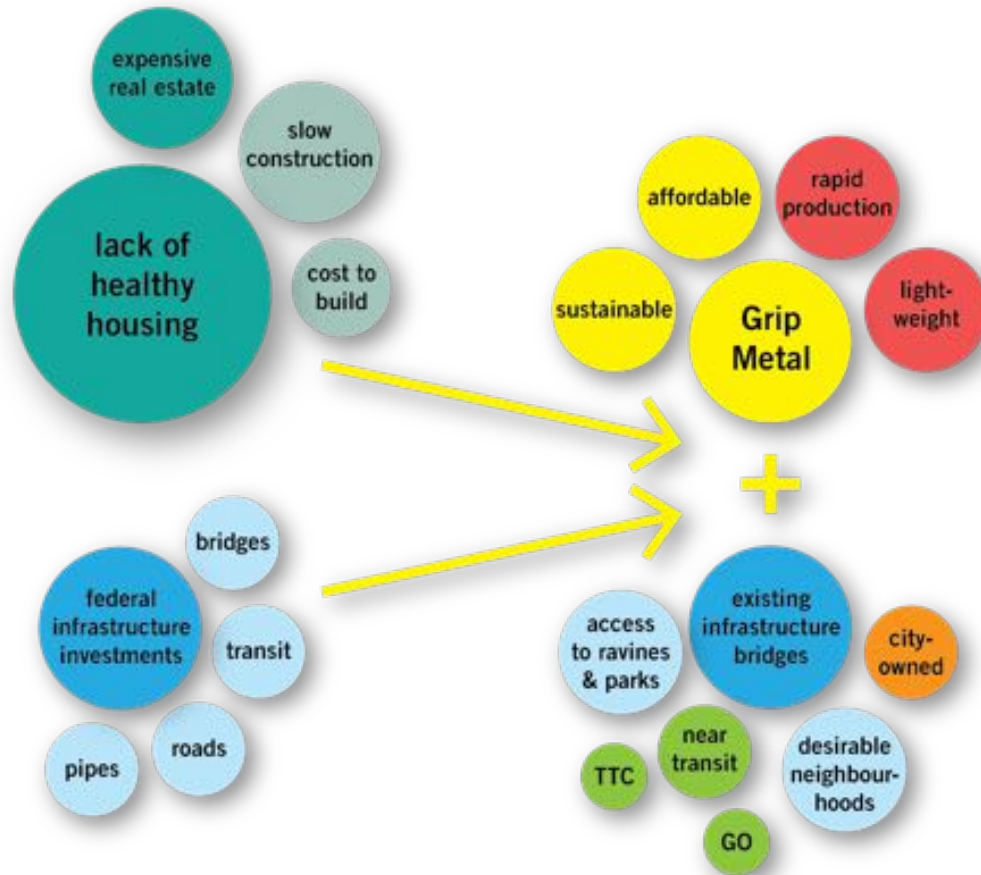 expensive
real estate
slow
construction
lack of
healthy
housing
cost to
build
affordable
rapid
production
sustainable
Grip
Metal
light-
weight
+
bridges
federal
infrastructure
investments
transit
pipes
roads
access
to ravines
& parks
existing
infrastructure
bridges
city-
owned
near
transit
TTC
desirable
neighbour-
hoods
GO